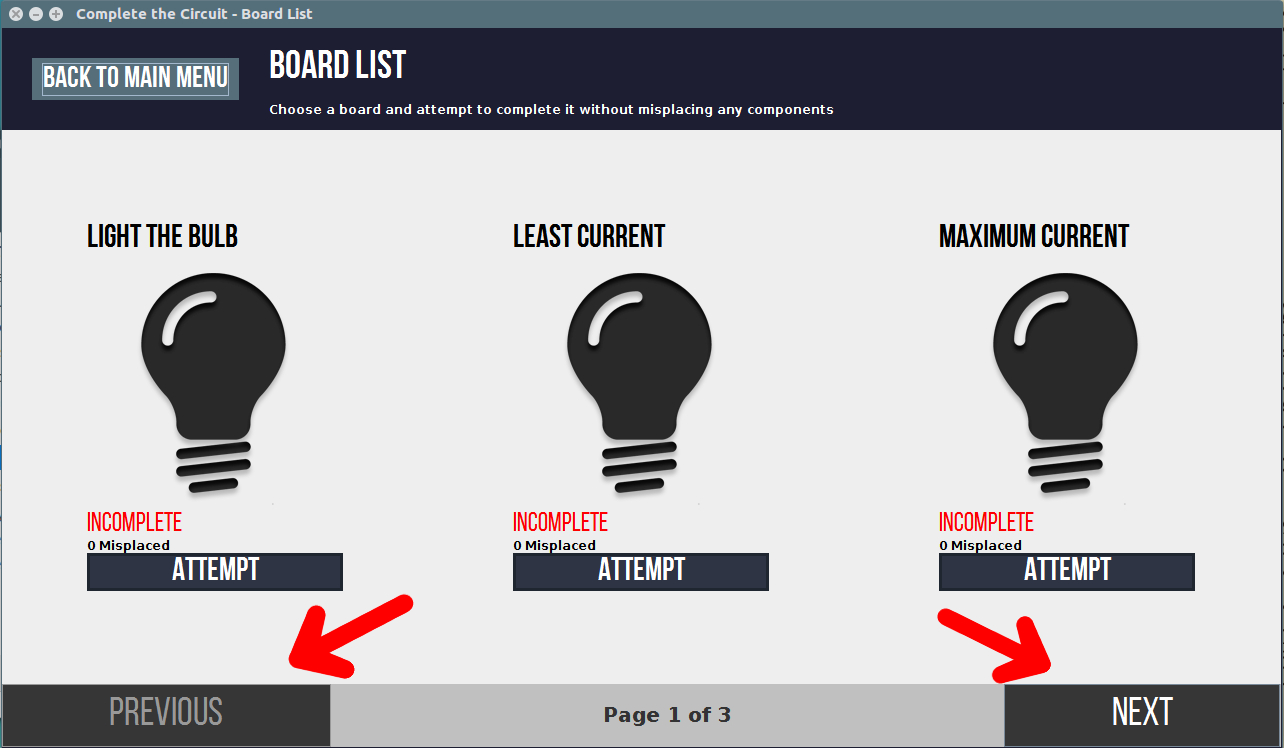 Complete the Circuit - Board List
BACK TO MAIN MENU
BOARD LIST
Choose a board and attempt to complete it without misplacing any components
LIGHT THE BULB
LEAST CURRENT
MAXIMUM CURRENT
INCOMPLETE
INCOMPLETE
INCOMPLETE
0 Misplaced
0 Misplaced
0 Misplaced
ATTEMPT
ATTEMPT
ATTEMPT
PREVIOUS
Page 1 of 3
NEXT